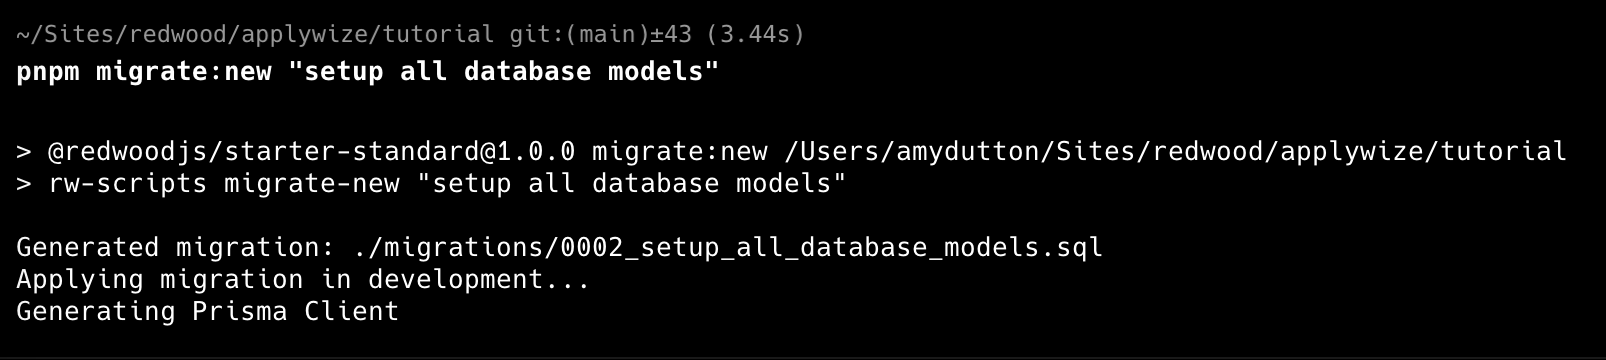 ~/Sites/redwood/applywize/tutorial git:(main)±43 (3.44s)
pnpm migrate:new "setup all database models"
> @redwoodjs/starter-standard@1.0.0 migrate:new /Users/amydutton/Sites/redwood/applywize/tutorial
> rw-scripts migrate-new "setup all database models"
Generated migration: ./migrations/0002_setup_all_database_models.sql
Applying migration in development...
Generating Prisma Client